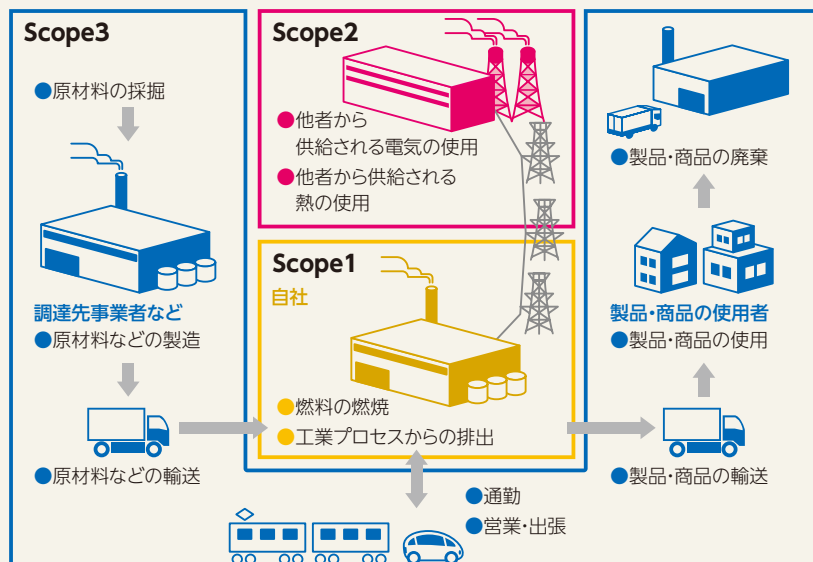 Scope3
●原材料の採掘
調達先事業者など
●原材料などの製造
●原材料などの輸送
Scope2
●他者から
供給される電気の使用
●他者から供給される
熱の使用
Scope1
自社
●燃料の燃焼
●工業プロセスからの排出
●通勤
●営業・出張
●製品・商品の廃棄
製品・商品の使用者
●製品・商品の使用
●製品・商品の輸送